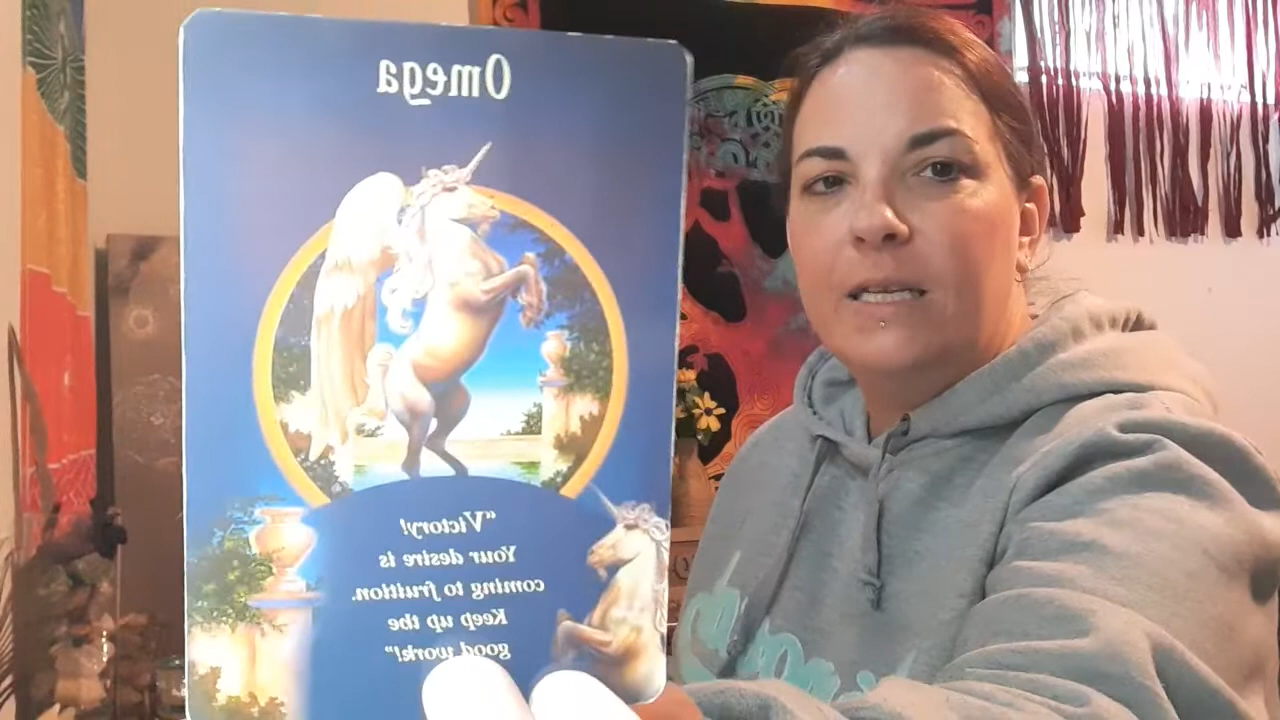 Omega
"Victory!
Your desire is
coming to fruition.
Keep up the
good work!"